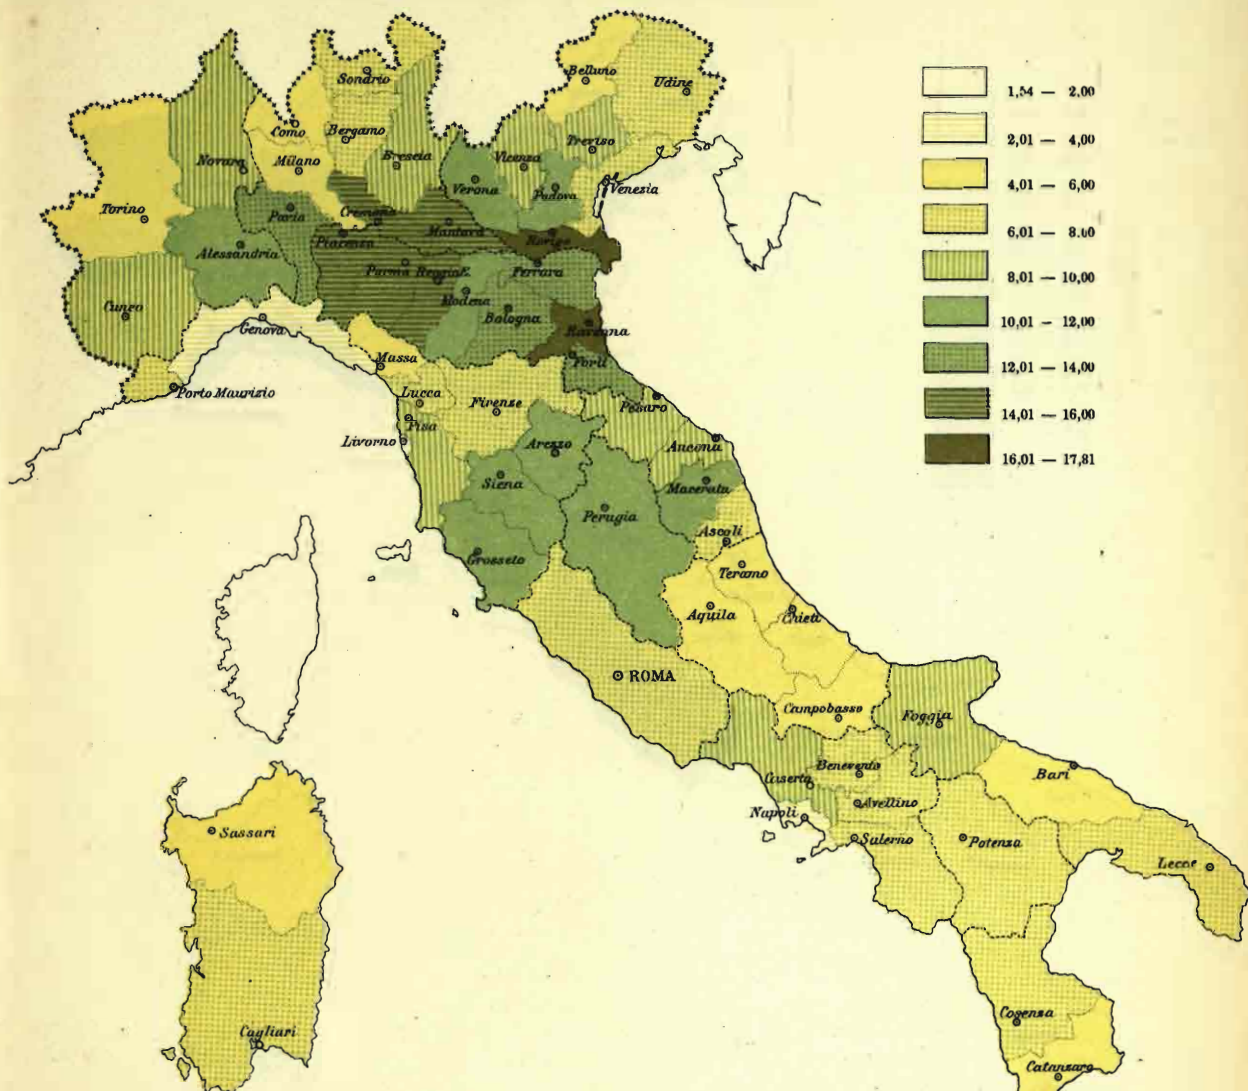 1,54 — 2,00
2,01 — 4,00
4,01 — 6,00
6,01 — 8,00
8,01 — 10,00
10,01 — 12,00
12,01 — 14,00
14,01 — 16,00
16,01 — 17,81
Sondrio
Belluno
Udine
Como
Bergamo
Treviso
Novara
Milano
Brescia
Vicenza
Verona
Padova
Venezia
Torino
Pavia
Cremona
Mantova
Rovigo
Piacenza
Alessandria
Parma
Reggio E.
Ferrara
Modena
Cuneo
Genova
Bologna
Ravenna
Massa
Forlì
Porto Maurizio
Lucca
Firenze
Pesaro
Pisa
Livorno
Arezzo
Ancona
Siena
Macerata
Perugia
Ascoli
Grosseto
Teramo
Aquila
Chieti
ROMA
Campobasso
Foggia
Benevento
Bari
Caserta
Avellino
Napoli
Salerno
Potenza
Lecce
Sassari
Cagliari
Cosenza
Catanzaro